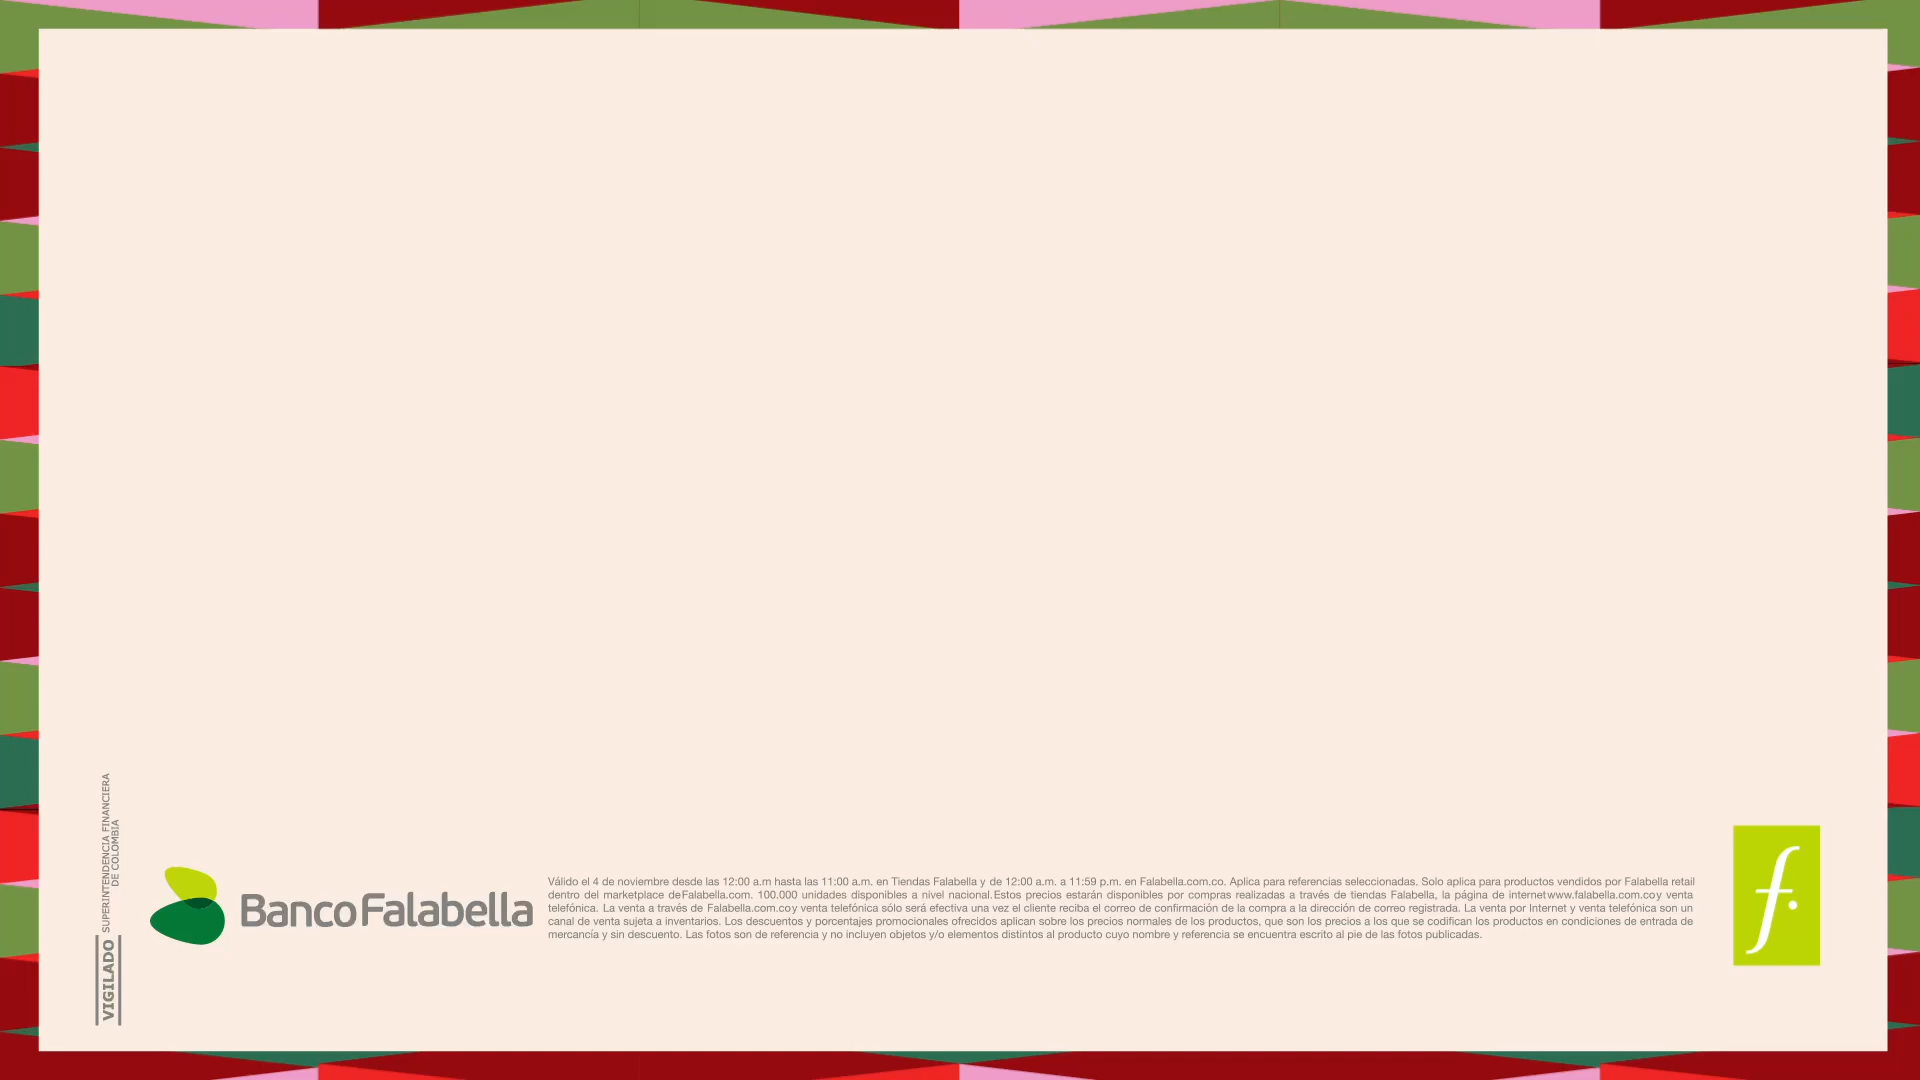 SUPERINTENDENCIA FINANCIERA
DE COLOMBIA
VIGILADO
Banco Falabella
Válido el 4 de noviembre desde las 12:00 a.m hasta las 11:00 a.m. en Tiendas Falabella y de 12:00 a.m. a 11:59 p.m. en Falabella.com.co. Aplica para referencias seleccionadas. Solo aplica para productos vendidos por Falabella retail
dentro del marketplace deFalabella.com. 100.000 unidades disponibles a nivel nacional.Estos precios estarán disponibles por compras realizadas a través de tiendas Falabella, la página de internetwww.falabella.com.coy venta
telefónica. La venta a través de Falabella.com.coy venta telefónica sólo será efectiva una vez el cliente reciba el correo de confirmación de la compra a la dirección de correo registrada. La venta por Internet y venta telefónica son un
canal de venta sujeta a inventarios. Los descuentos y porcentajes promocionales ofrecidos aplican sobre los precios normales de los productos, que son los precios a los que se codifican los productos en condiciones de entrada de
mercancía y sin descuento. Las fotos son de referencia y no incluyen objetos y/o elementos distintos al producto cuyo nombre y referencia se encuentra escrito al pie de las fotos publicadas.
f.